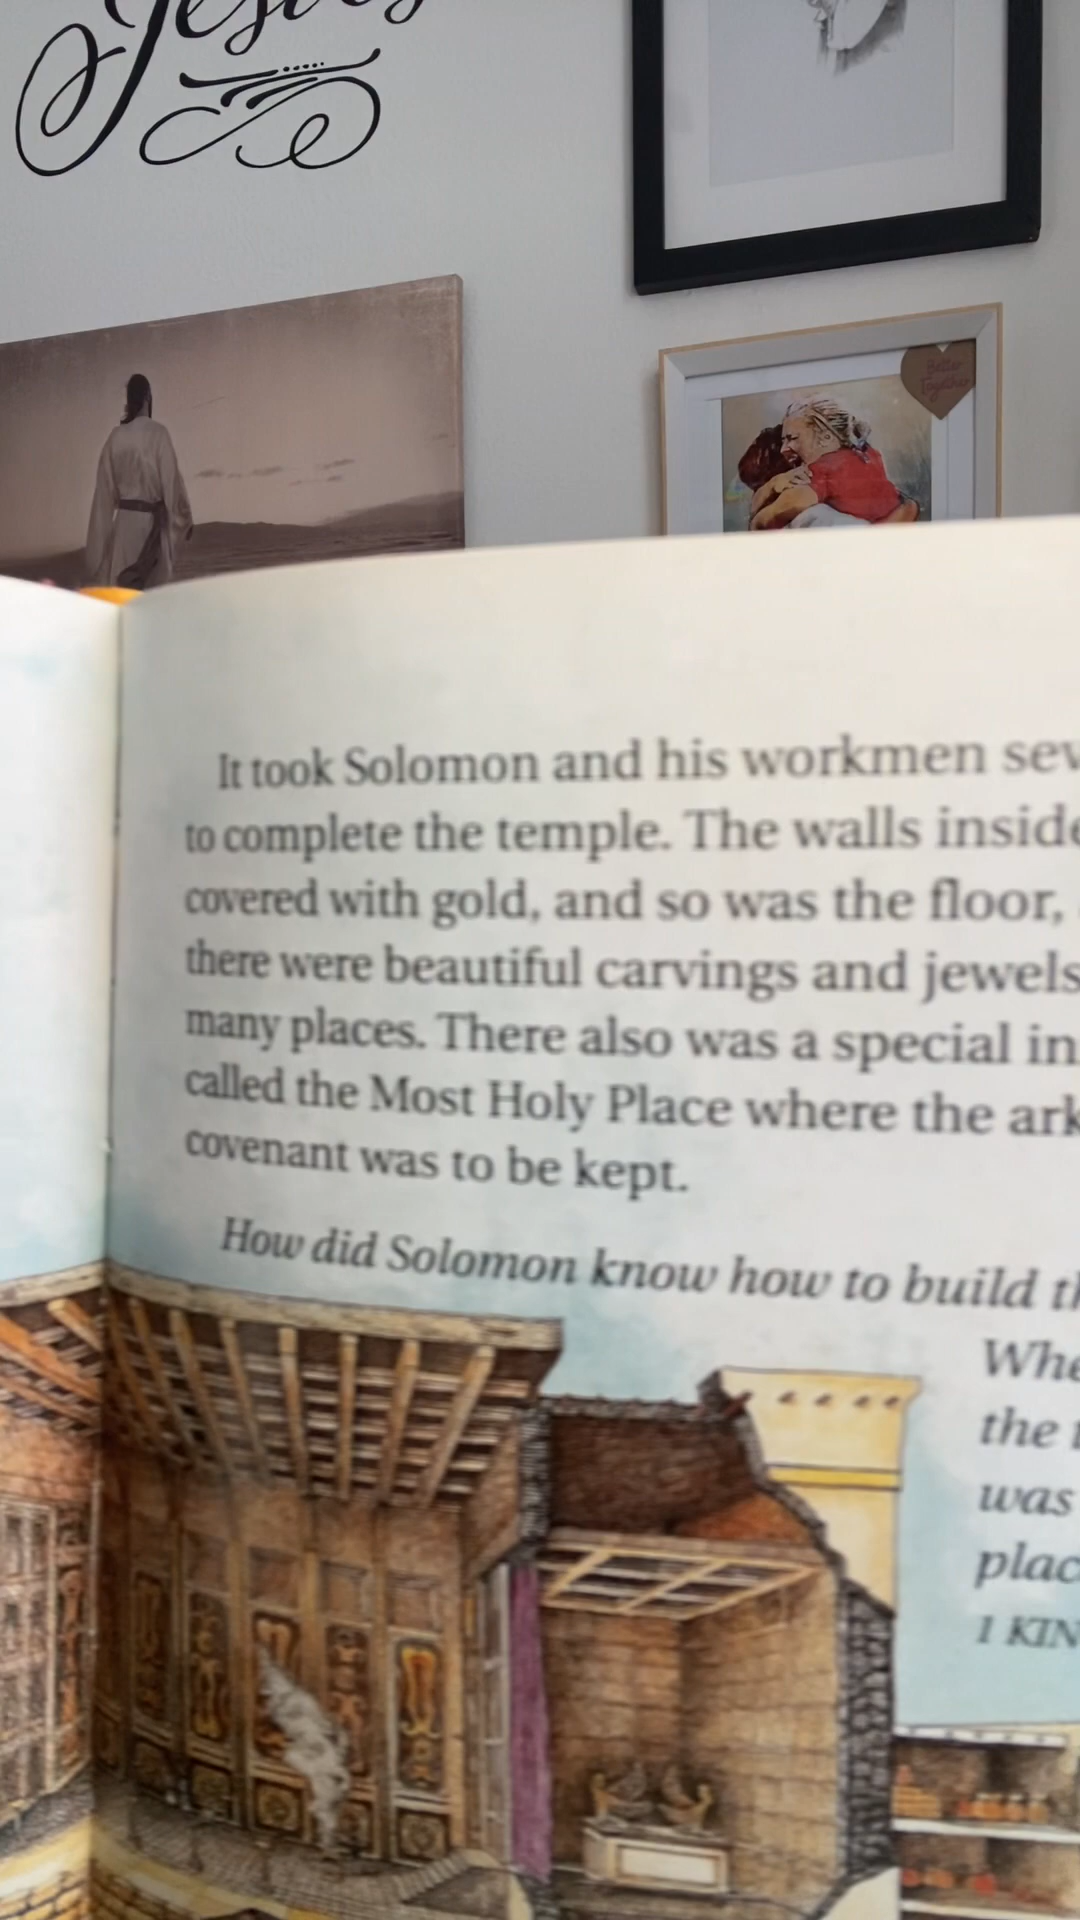 Jesus
Better
Together
It took Solomon and his workmen sev
to complete the temple. The walls inside
covered with gold, and so was the floor,
there were beautiful carvings and jewels
many places. There also was a special in
called the Most Holy Place where the ark
covenant was to be kept.
How did Solomon know how to build th
Whe
the t
was
plac
1 KIN